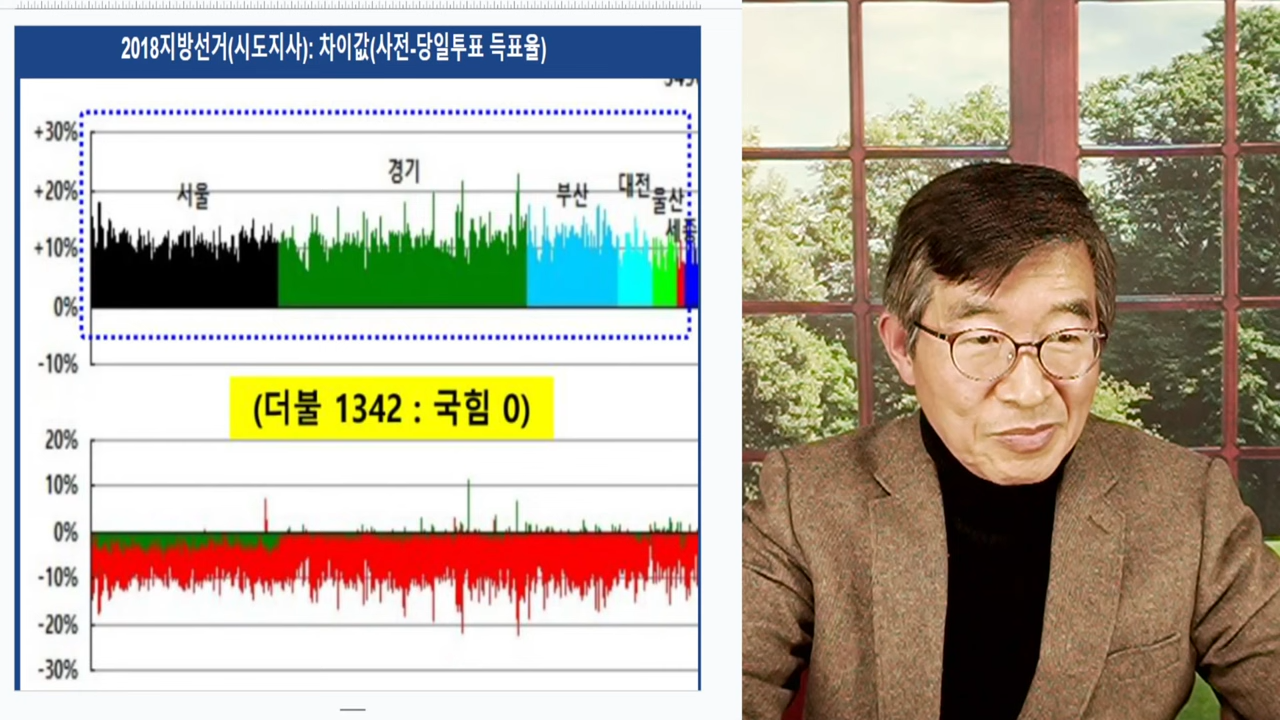 2018지방선거(시도지사): 차이값(사전-당일투표 득표율)
+30%
+20%
+10%
0%
-10%
서울
경기
부산
대전
울산
세종
(더불 1342 : 국힘 0)
20%
10%
0%
-10%
-20%
-30%